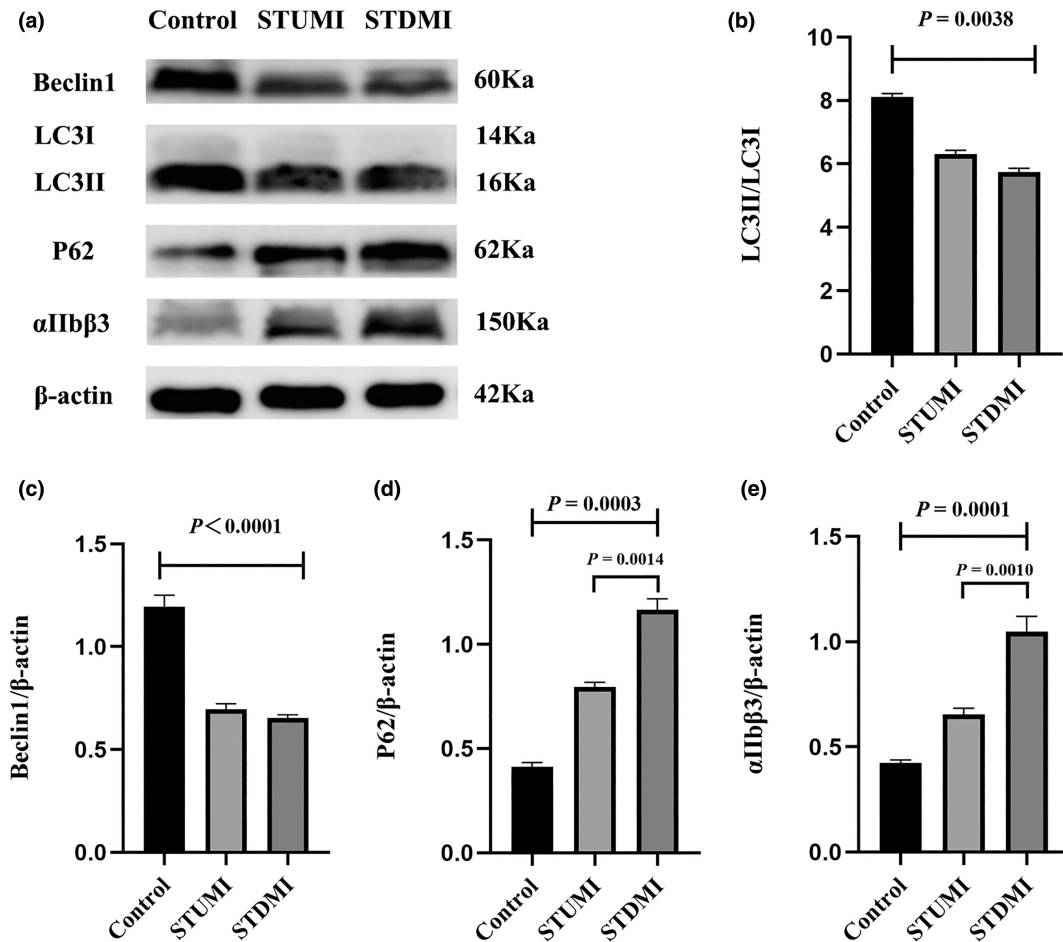 (a)
Control STUMI STDMI
Beclin1 60Ka
LC3I 14Ka
LC3II 16Ka
P62 62Ka
αIIbβ3 150Ka
β-actin 42Ka
(b)
P = 0.0038
LC3II/LC3I
10
8
6
4
2
0
Control STUMI STDMI
(c)
P<0.0001
Beclin1/β-actin
1.5
1.0
0.5
0.0
Control STUMI STDMI
(d)
P = 0.0003
P = 0.0014
P62/β-actin
1.5
1.0
0.5
0.0
Control STUMI STDMI
(e)
P = 0.0001
P = 0.0010
αIIbβ3/β-actin
1.5
1.0
0.5
0.0
Control STUMI STDMI